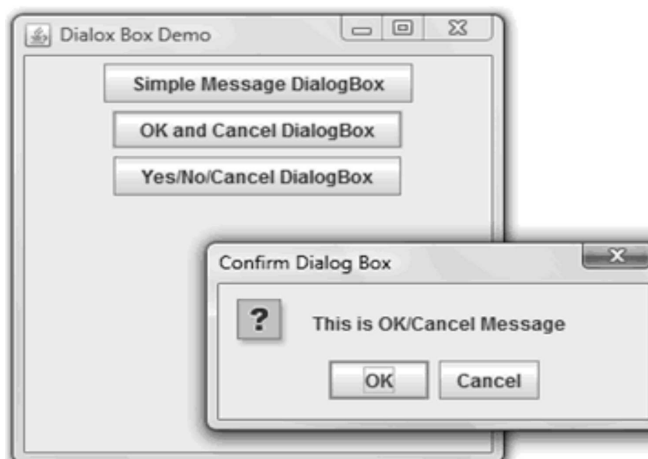 Dialox Box Demo
Simple Message DialogBox
OK and Cancel DialogBox
Yes/No/Cancel DialogBox
Confirm Dialog Box
?
This is OK/Cancel Message
OK
Cancel